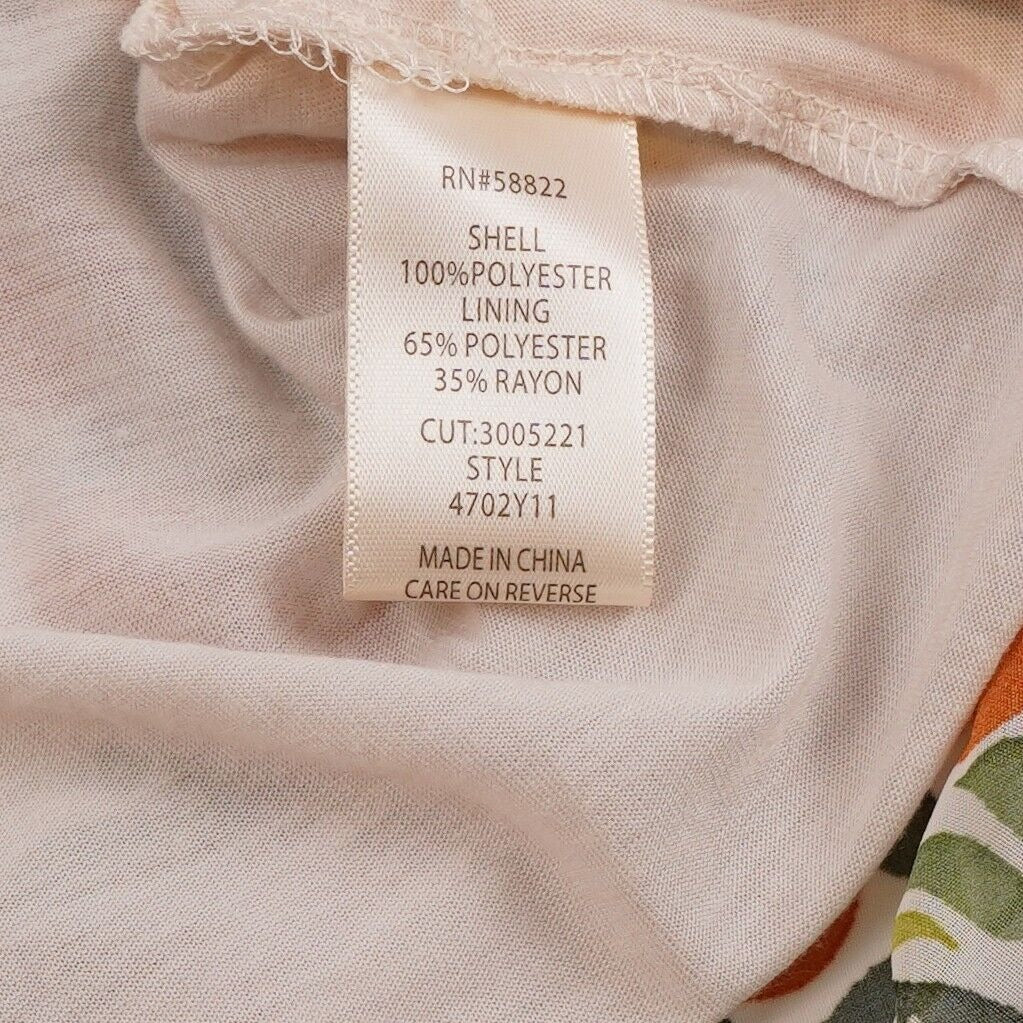 RN#58822
SHELL
100%POLYESTER
LINING
65% POLYESTER
35% RAYON
CUT:3005221
STYLE
4702Y11
MADE IN CHINA
CARE ON REVERSE